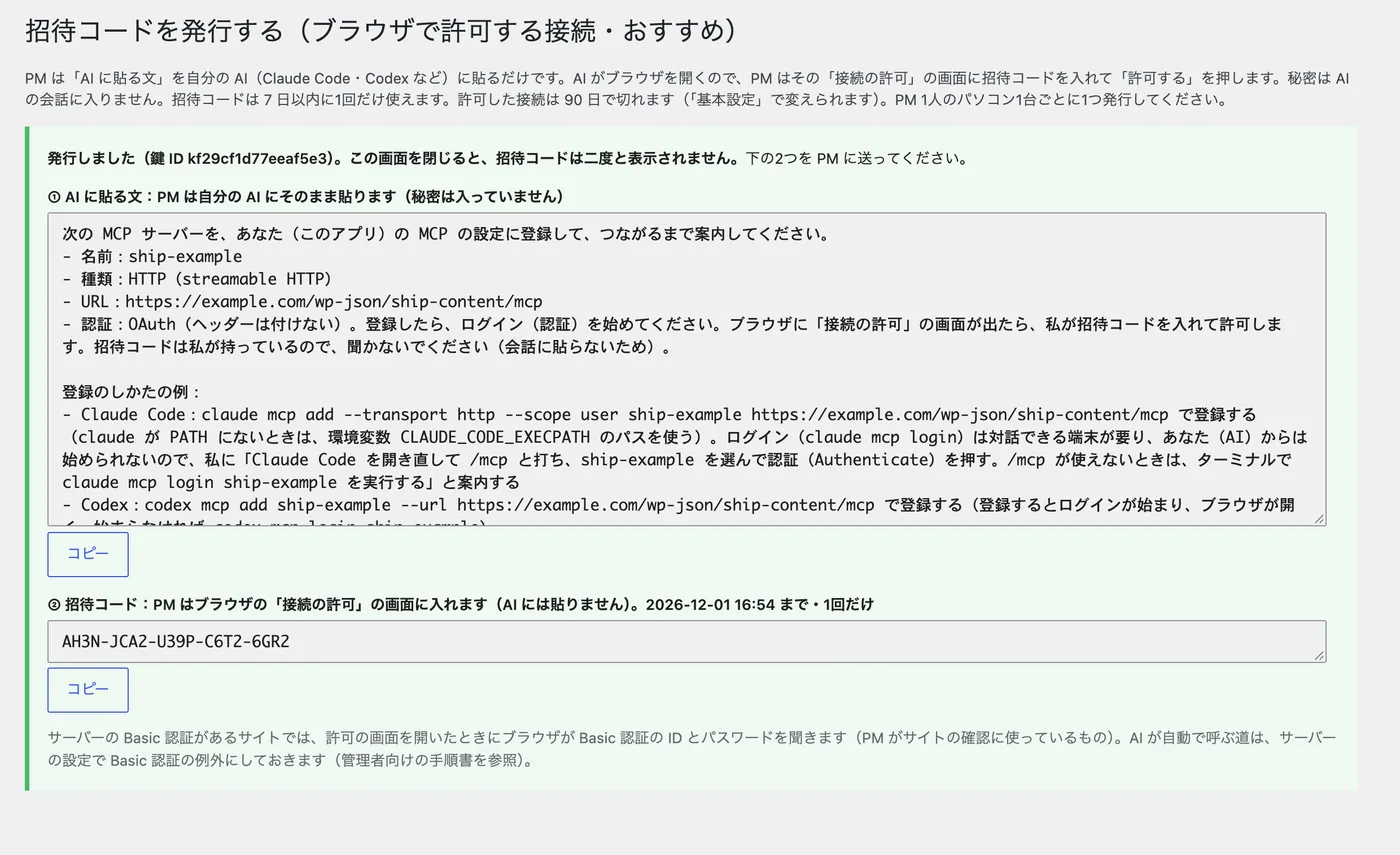 招待コードを発行する（ブラウザで許可する接続・おすすめ）
PM は「AI に貼る文」を自分の AI（Claude Code・Codex など）に貼るだけです。AI がブラウザを開くので、PM はその「接続の許可」の画面に招待コードを入れて「許可する」を押します。秘密は AI
の会話に入りません。招待コードは 7 日以内に1回だけ使えます。許可した接続は 90 日で切れます（「基本設定」で変えられます）。PM 1人のパソコン1台ごとに1つ発行してください。
発行しました（鍵 ID kf29cf1d77eeaf5e3）。この画面を閉じると、招待コードは二度と表示されません。下の2つを PM に送ってください。
① AI に貼る文：PM は自分の AI にそのまま貼ります（秘密は入っていません）
次の MCP サーバーを、あなた（このアプリ）の MCP の設定に登録して、つながるまで案内してください。
- 名前：ship-example
- 種類：HTTP（streamable HTTP）
- URL：https://example.com/wp-json/ship-content/mcp
- 認証：OAuth（ヘッダーは付けない）。登録したら、ログイン（認証）を始めてください。ブラウザに「接続の許可」の画面が出たら、私が招待コードを入れて許可しま
す。招待コードは私が持っているので、聞かないでください（会話に貼らないため）。
登録のしかたの例：
- Claude Code：claude mcp add --transport http --scope user ship-example https://example.com/wp-json/ship-content/mcp で登録する
（claude が PATH にないときは、環境変数 CLAUDE_CODE_EXECPATH のパスを使う）。ログイン（claude mcp login）は対話できる端末が要り、あなた（AI）からは
始められないので、私に「Claude Code を開き直して /mcp と打ち、ship-example を選んで認証（Authenticate）を押す。/mcp が使えないときは、ターミナルで
claude mcp login ship-example を実行する」と案内する
- Codex：codex mcp add ship-example --url https://example.com/wp-json/ship-content/mcp で登録する（登録するとログインが始まり、ブラウザが開
く。始まらなければ codex mcp login ship-example）
コピー
② 招待コード：PM はブラウザの「接続の許可」の画面に入れます（AI には貼りません）。2026-12-01 16:54 まで・1回だけ
AH3N-JCA2-U39P-C6T2-6GR2
コピー
サーバーの Basic 認証があるサイトでは、許可の画面を開いたときにブラウザが Basic 認証の ID とパスワードを聞きます（PM がサイトの確認に使っているもの）。AI が自動で呼ぶ道は、サーバー
の設定で Basic 認証の例外にしておきます（管理者向けの手順書を参照）。